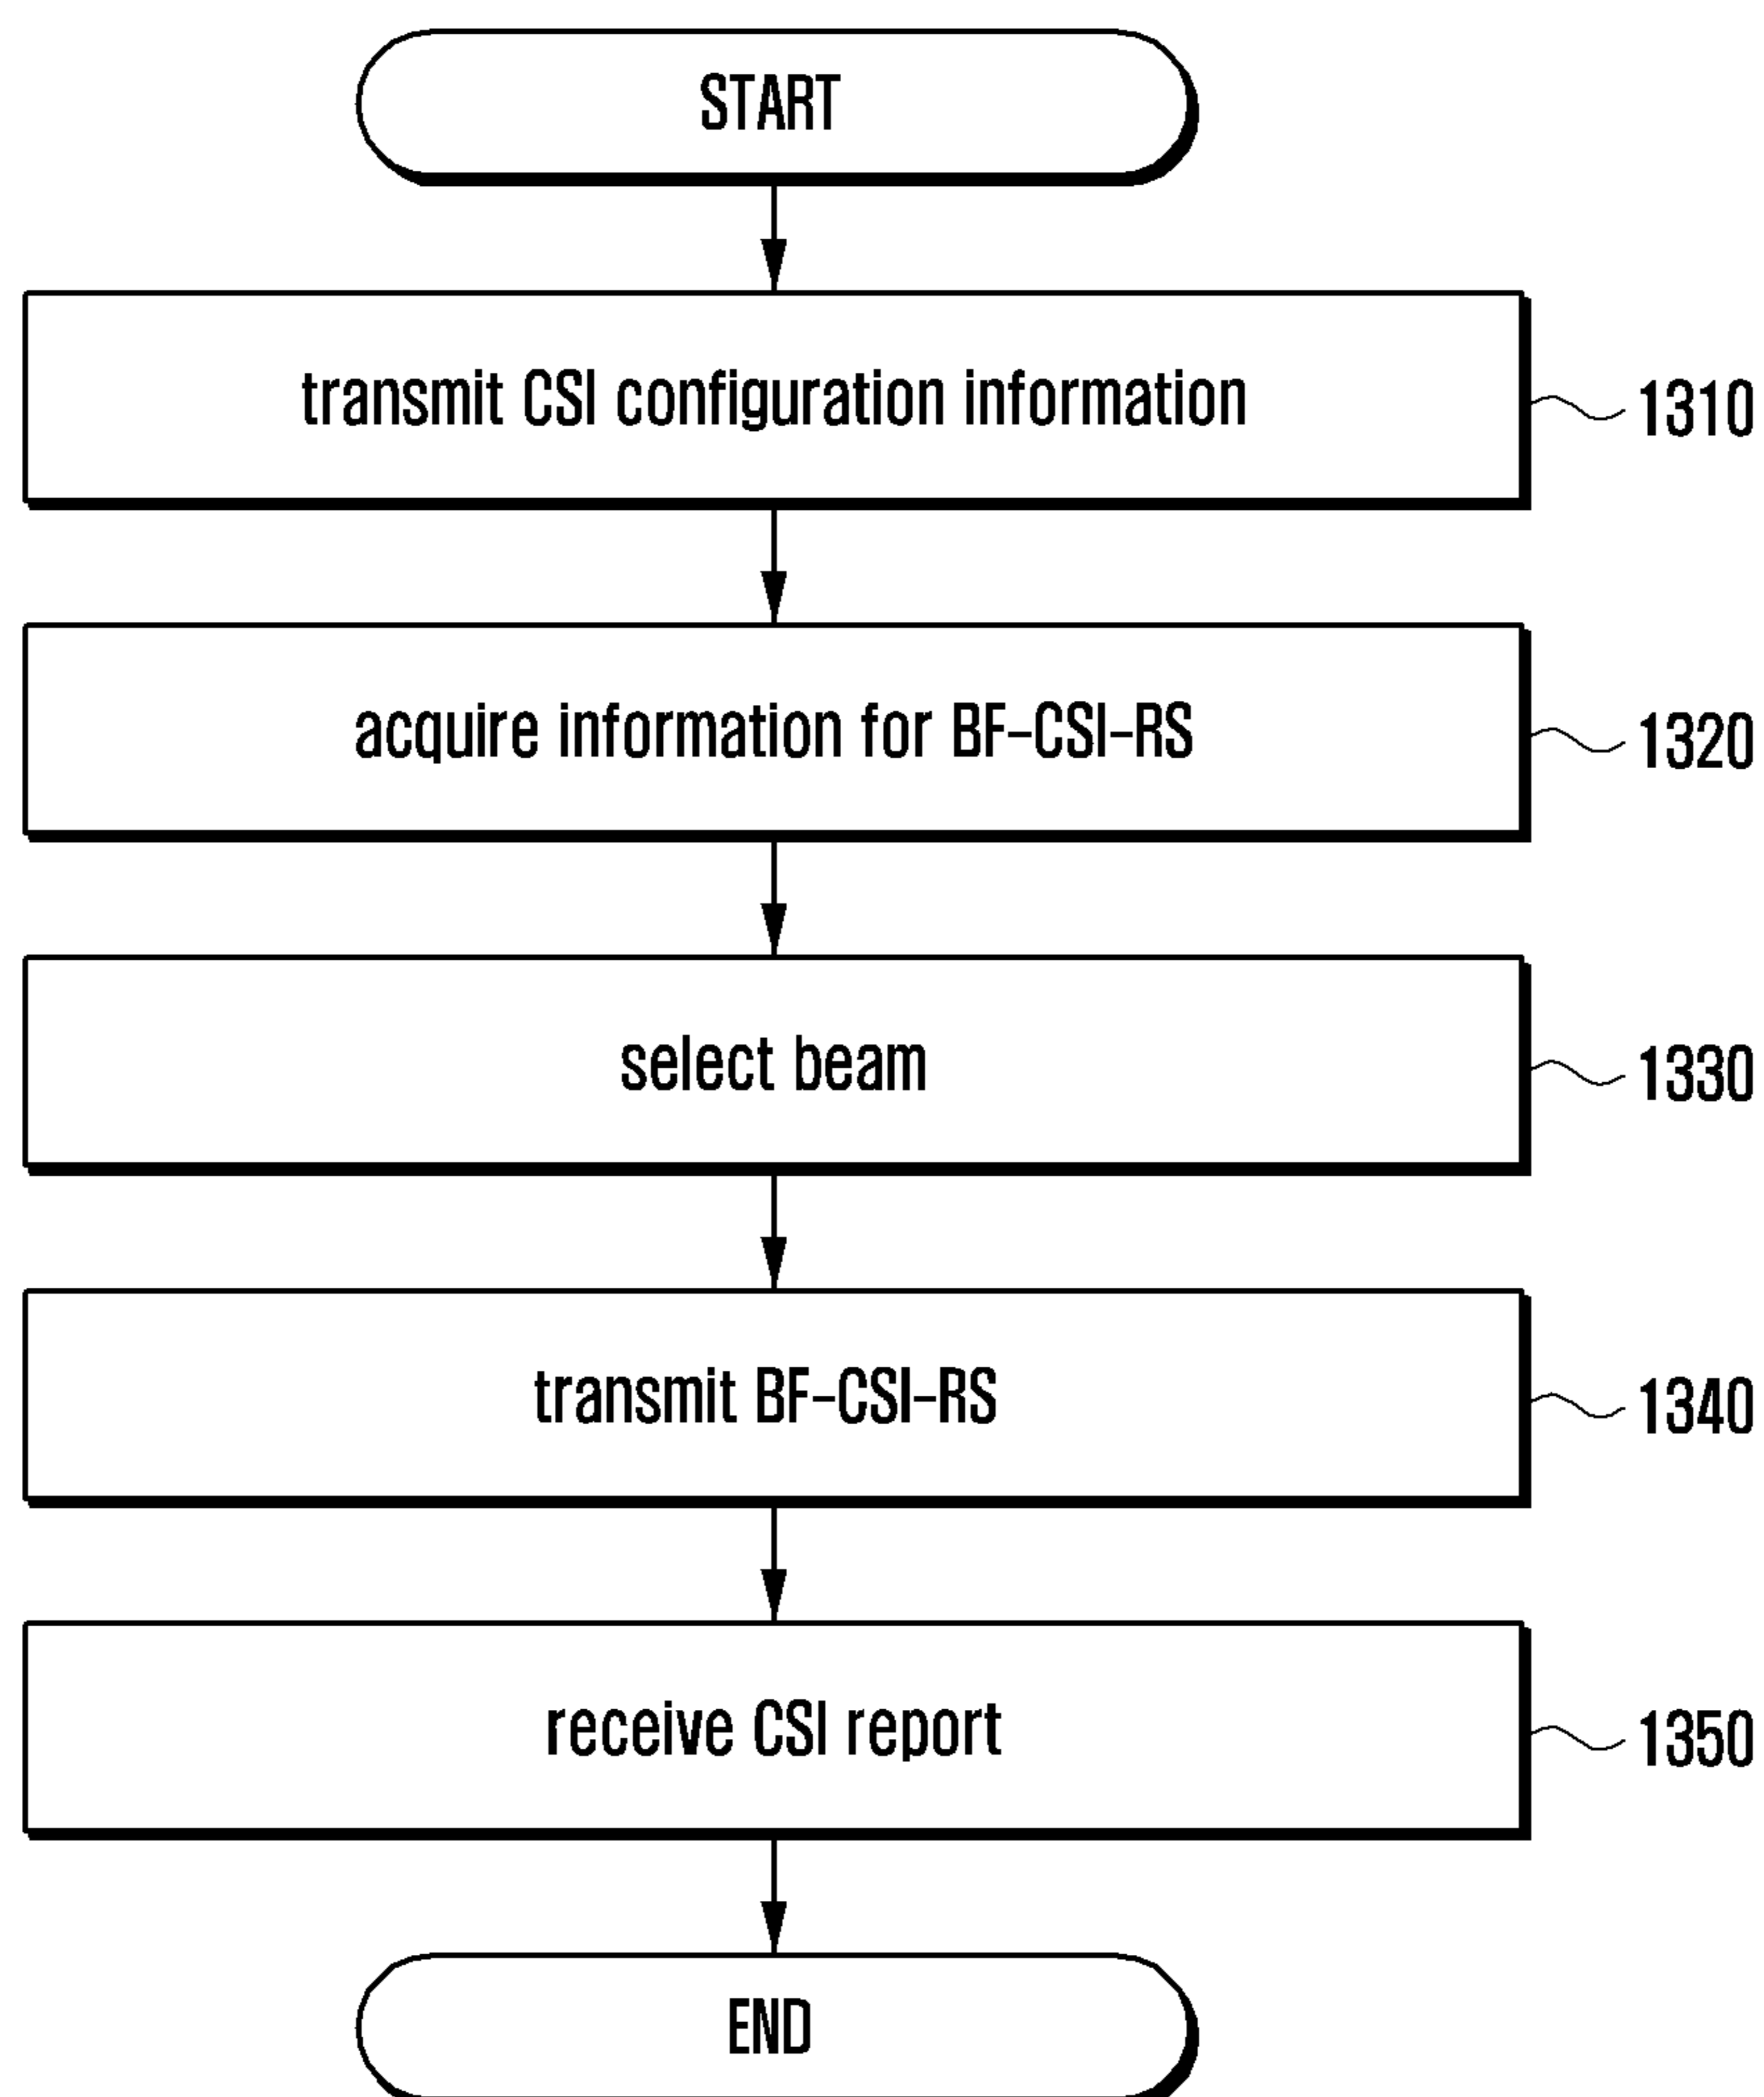 START
transmit CSI configuration information
1310
acquire information for BF-CSI-RS
1320
select beam
1330
transmit BF-CSI-RS
1340
receive CSI report
1350
END